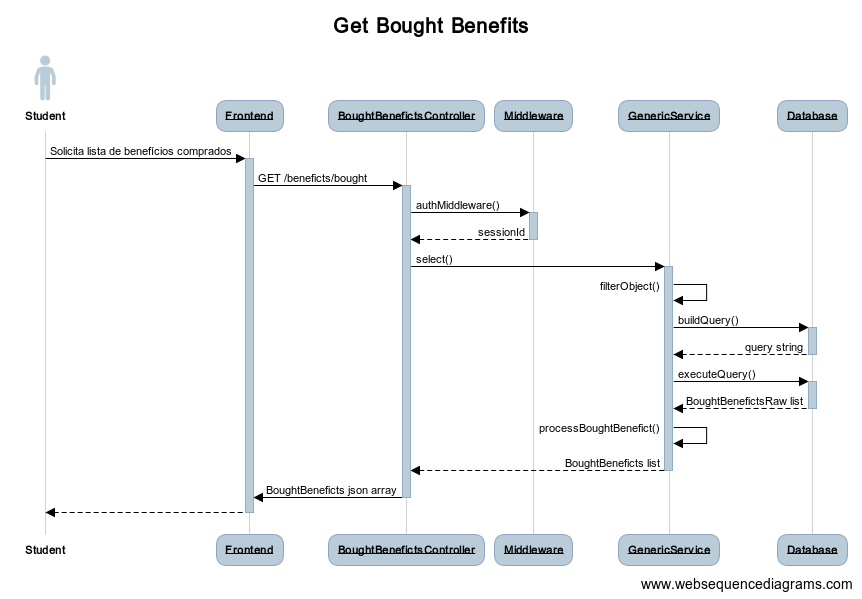 Get Bought Benefits
Student
Frontend
BoughtBenefictsController
Middleware
GenericService
Database
Solicita lista de benefícios comprados
GET /beneficts/bought
authMiddleware()
sessionId
select()
filterObject()
buildQuery()
query string
executeQuery()
BoughtBenefictsRaw list
processBoughtBenefict()
BoughtBeneficts list
BoughtBeneficts json array
Student
Frontend
BoughtBenefictsController
Middleware
GenericService
Database
www.websequencediagrams.com